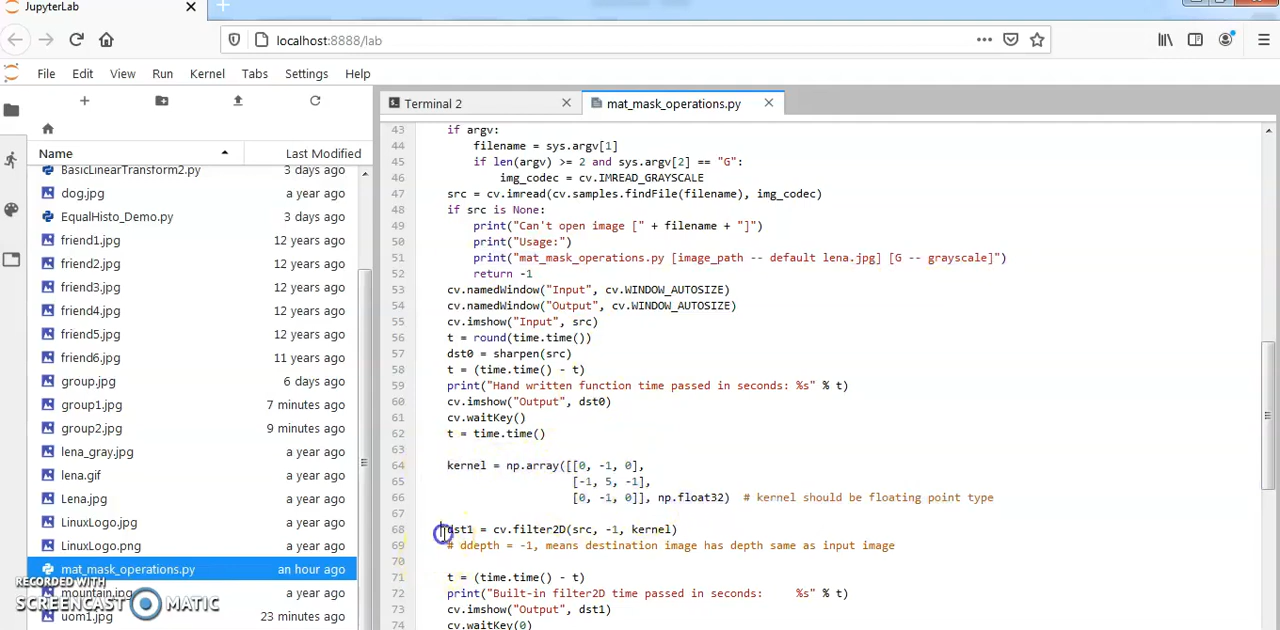 JupyterLab
localhost:8888/lab
File Edit View Run Kernel Tabs Settings Help
Terminal 2
mat_mask_operations.py
Name Last Modified
BasicLinearTransform2.py 3 days ago
dog.jpg a year ago
EqualHisto_Demo.py 3 days ago
friend1.jpg 12 years ago
friend2.jpg 12 years ago
friend3.jpg 12 years ago
friend4.jpg 12 years ago
friend5.jpg 12 years ago
friend6.jpg 11 years ago
group.jpg 6 days ago
group1.jpg 7 minutes ago
group2.jpg 9 minutes ago
lena_gray.jpg a year ago
lena.gif a year ago
Lena.jpg a year ago
LinuxLogo.jpg a year ago
LinuxLogo.png a year ago
mat_mask_operations.py an hour ago
mountain.jpg a year ago
uom1.jpg 23 minutes ago
RECORDED WITH
SCREENCAST MATIC
43 if argv:
44 filename = sys.argv[1]
45 if len(argv) >= 2 and sys.argv[2] == "G":
46 img_codec = cv.IMREAD_GRAYSCALE
47 src = cv.imread(cv.samples.findFile(filename), img_codec)
48 if src is None:
49 print("Can't open image [" + filename + "]")
50 print("Usage:")
51 print("mat_mask_operations.py [image_path -- default lena.jpg] [G -- grayscale]")
52 return -1
53 cv.namedWindow("Input", cv.WINDOW_AUTOSIZE)
54 cv.namedWindow("Output", cv.WINDOW_AUTOSIZE)
55 cv.imshow("Input", src)
56 t = round(time.time())
57 dst0 = sharpen(src)
58 t = (time.time() - t)
59 print("Hand written function time passed in seconds: %s" % t)
60 cv.imshow("Output", dst0)
61 cv.waitKey()
62 t = time.time()
63
64 kernel = np.array([[0, -1, 0],
65 [-1, 5, -1],
66 [0, -1, 0]], np.float32) # kernel should be floating point type
67
68 dst1 = cv.filter2D(src, -1, kernel)
69 # ddepth = -1, means destination image has depth same as input image
70
71 t = (time.time() - t)
72 print("Built-in filter2D time passed in seconds: %s" % t)
73 cv.imshow("Output", dst1)
74 cv.waitKey(0)